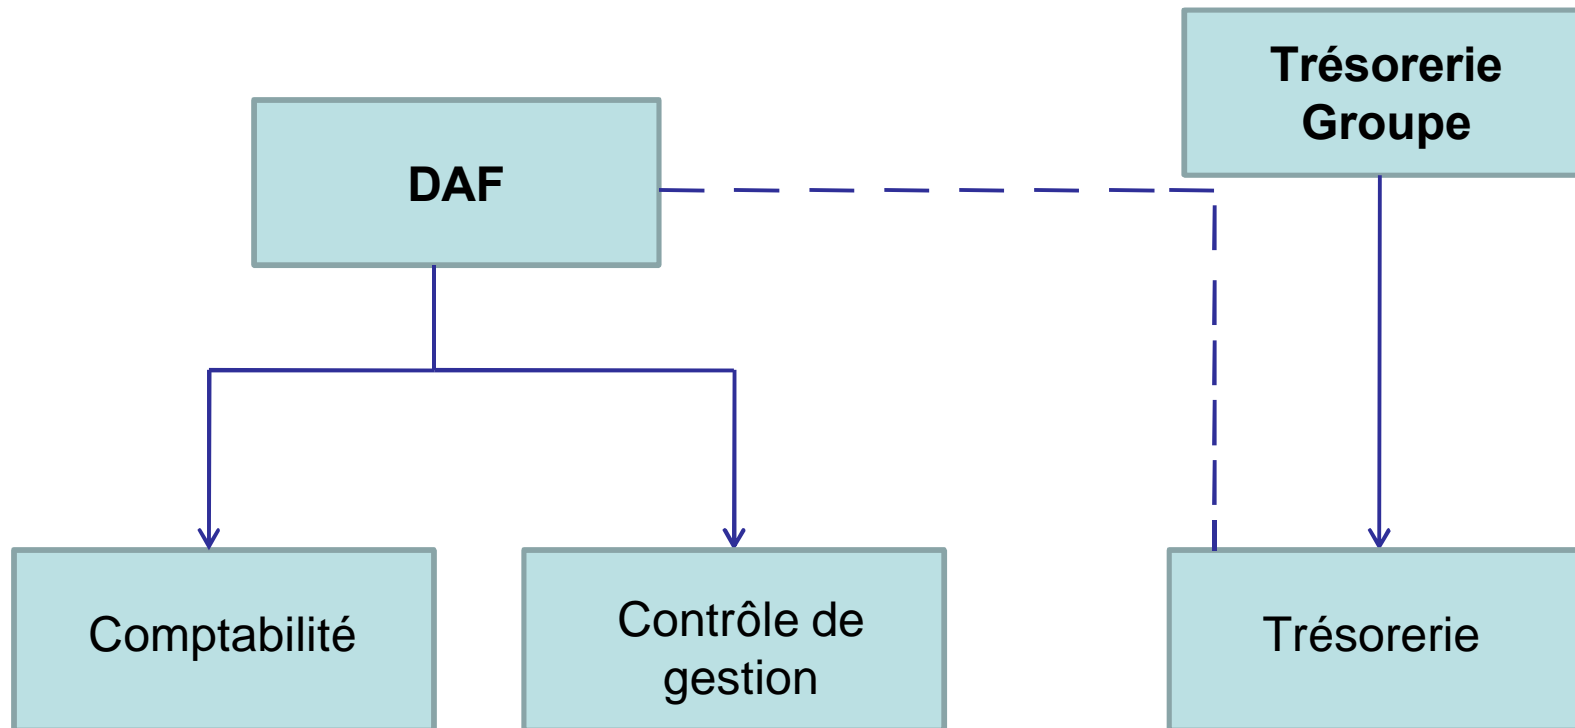 Trésorerie
Groupe
DAF
Comptabilité
Contrôle de
gestion
Trésorerie